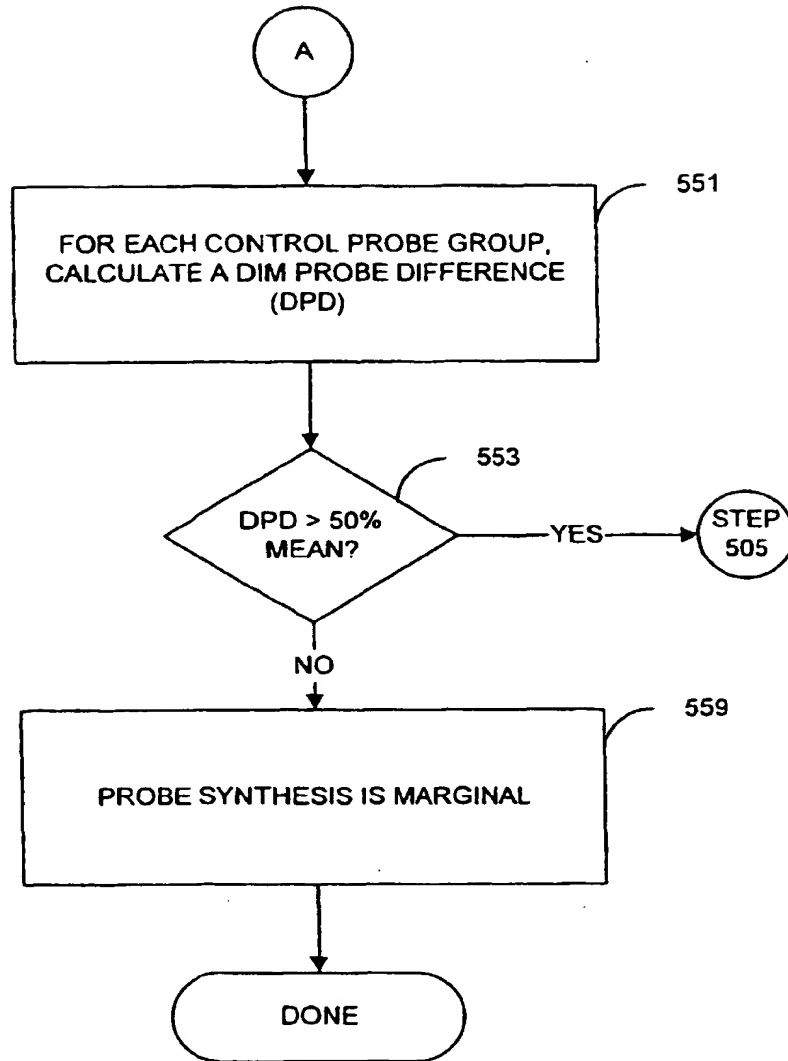 A
551
FOR EACH CONTROL PROBE GROUP,
CALCULATE A DIM PROBE DIFFERENCE
(DPD)
553
DPD > 50%
MEAN?
YES
STEP
505
NO
559
PROBE SYNTHESIS IS MARGINAL
DONE